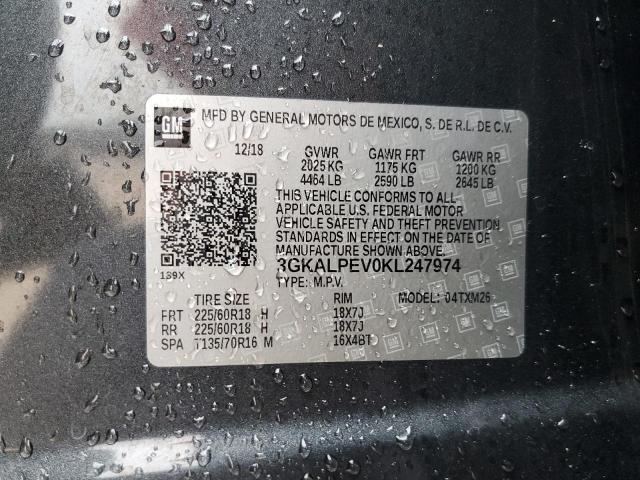 GM
MFD BY GENERAL MOTORS DE MEXICO, S. DE R.L. DE C.V.
12/18 GVWR GAWR FRT GAWR RR
2025 KG 1175 KG 1200 KG
4464 LB 2590 LB 2645 LB
THIS VEHICLE CONFORMS TO ALL
APPLICABLE U.S. FEDERAL MOTOR
VEHICLE SAFETY AND THEFT
PREVENTION STANDARDS
IN EFFECT ON THE DATE OF
MANUFACTURE SHOWN ABOVE.
1S9X 3GKALPEV0KL247974
TYPE: M.P.V.
TIRE SIZE RIM MODEL: 04TXM26
FRT 225/60R18 H 18X7J
RR 225/60R18 H 18X7J
SPA T135/70R16 M 16X4BT